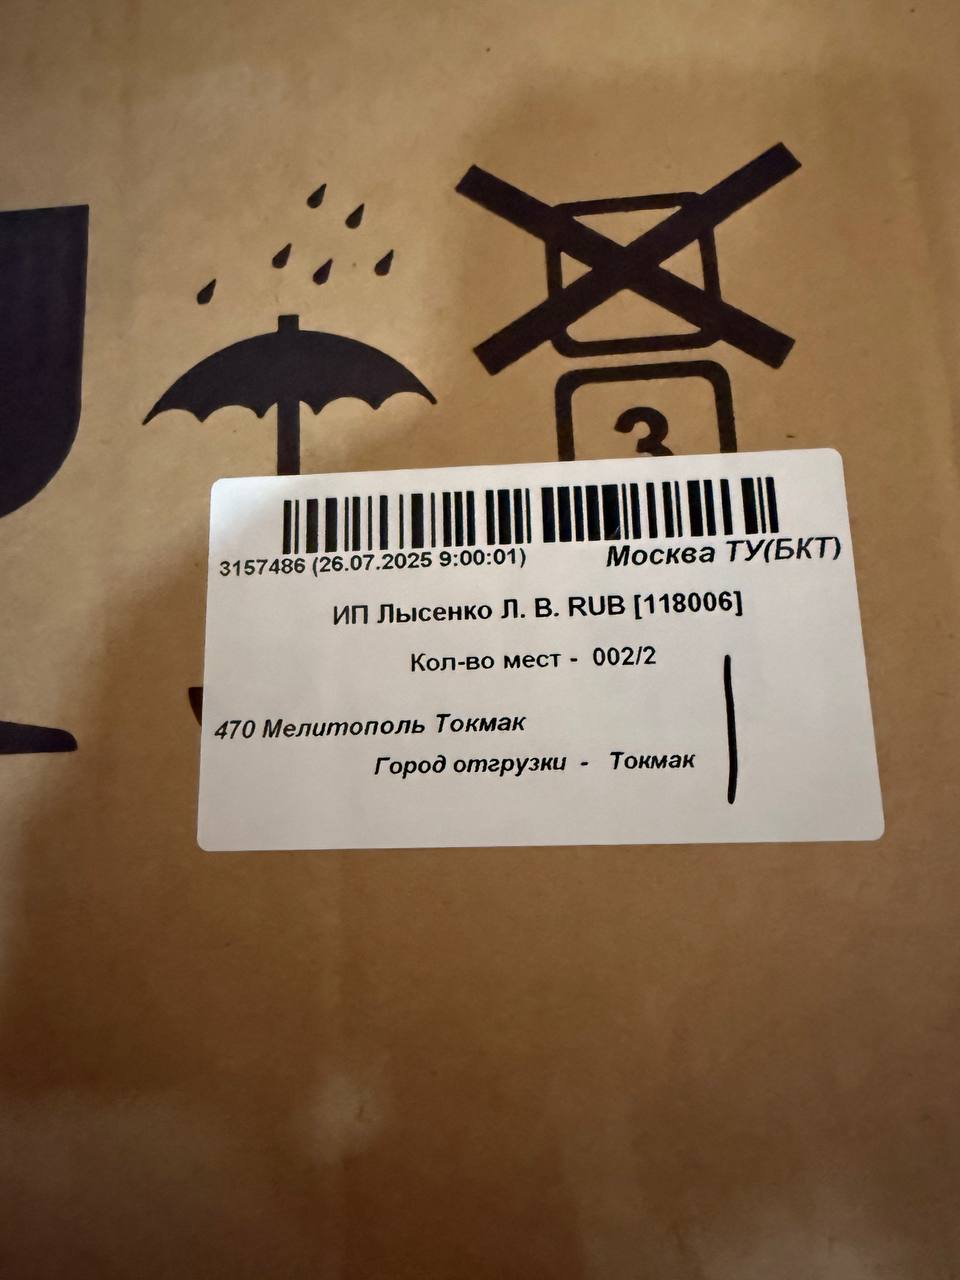 3
3157486 (26.07.2025 9:00:01) Москва ТУ(БКТ)
ИП Лысенко Л. В. RUB [118006]
Кол-во мест - 002/2
470 Мелитополь Токмак
Город отгрузки - Токмак